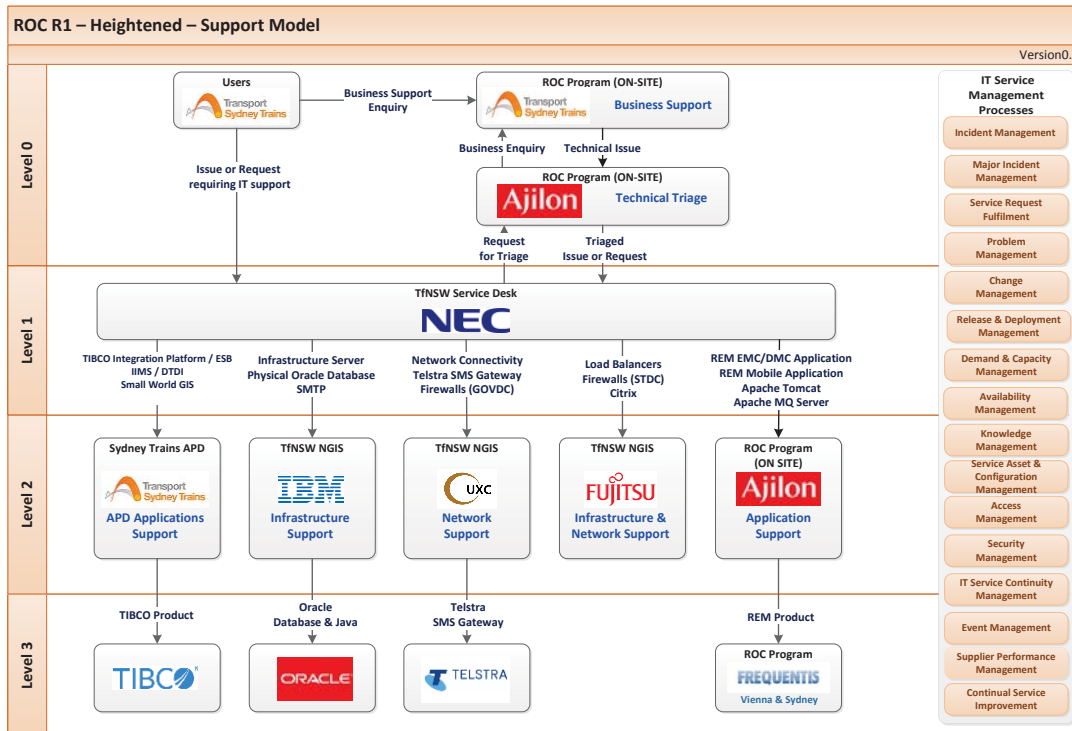 ROC R1 – Heightened – Support Model
Version0.
Level 0
Users
Transport
Sydney Trains
Business Support
Enquiry
ROC Program (ON-SITE)
Transport
Sydney Trains
Business Support
Business Enquiry
Technical Issue
Issue or Request
requiring IT support
ROC Program (ON-SITE)
Ajilon
Technical Triage
Request
for Triage
Triaged
Issue or Request
Level 1
TfNSW Service Desk
NEC
TIBCO Integration Platform / ESB
IIMS / DTDI
Small World GIS
Infrastructure Server
Physical Oracle Database
SMTP
Network Connectivity
Telstra SMS Gateway
Firewalls (GOVDC)
Load Balancers
Firewalls (STDC)
Citrix
REM EMC/DMC Application
REM Mobile Application
Apache Tomcat
Apache MQ Server
Level 2
Sydney Trains APD
Transport
Sydney Trains
APD Applications
Support
TfNSW NGIS
IBM
Infrastructure
Support
TfNSW NGIS
UXC
Network
Support
TfNSW NGIS
FUJITSU
Infrastructure &
Network Support
ROC Program
(ON SITE)
Ajilon
Application
Support
Level 3
TIBCO Product
TIBCO
Oracle
Database & Java
ORACLE
Telstra
SMS Gateway
TELSTRA
REM Product
ROC Program
FREQUENTIS
Vienna & Sydney
IT Service
Management
Processes
Incident Management
Major Incident
Management
Service Request
Fulfilment
Problem
Management
Change
Management
Release & Deployment
Management
Demand & Capacity
Management
Availability
Management
Knowledge
Management
Service Asset &
Configuration
Management
Access
Management
Security
Management
IT Service Continuity
Management
Event Management
Supplier Performance
Management
Continual Service
Improvement